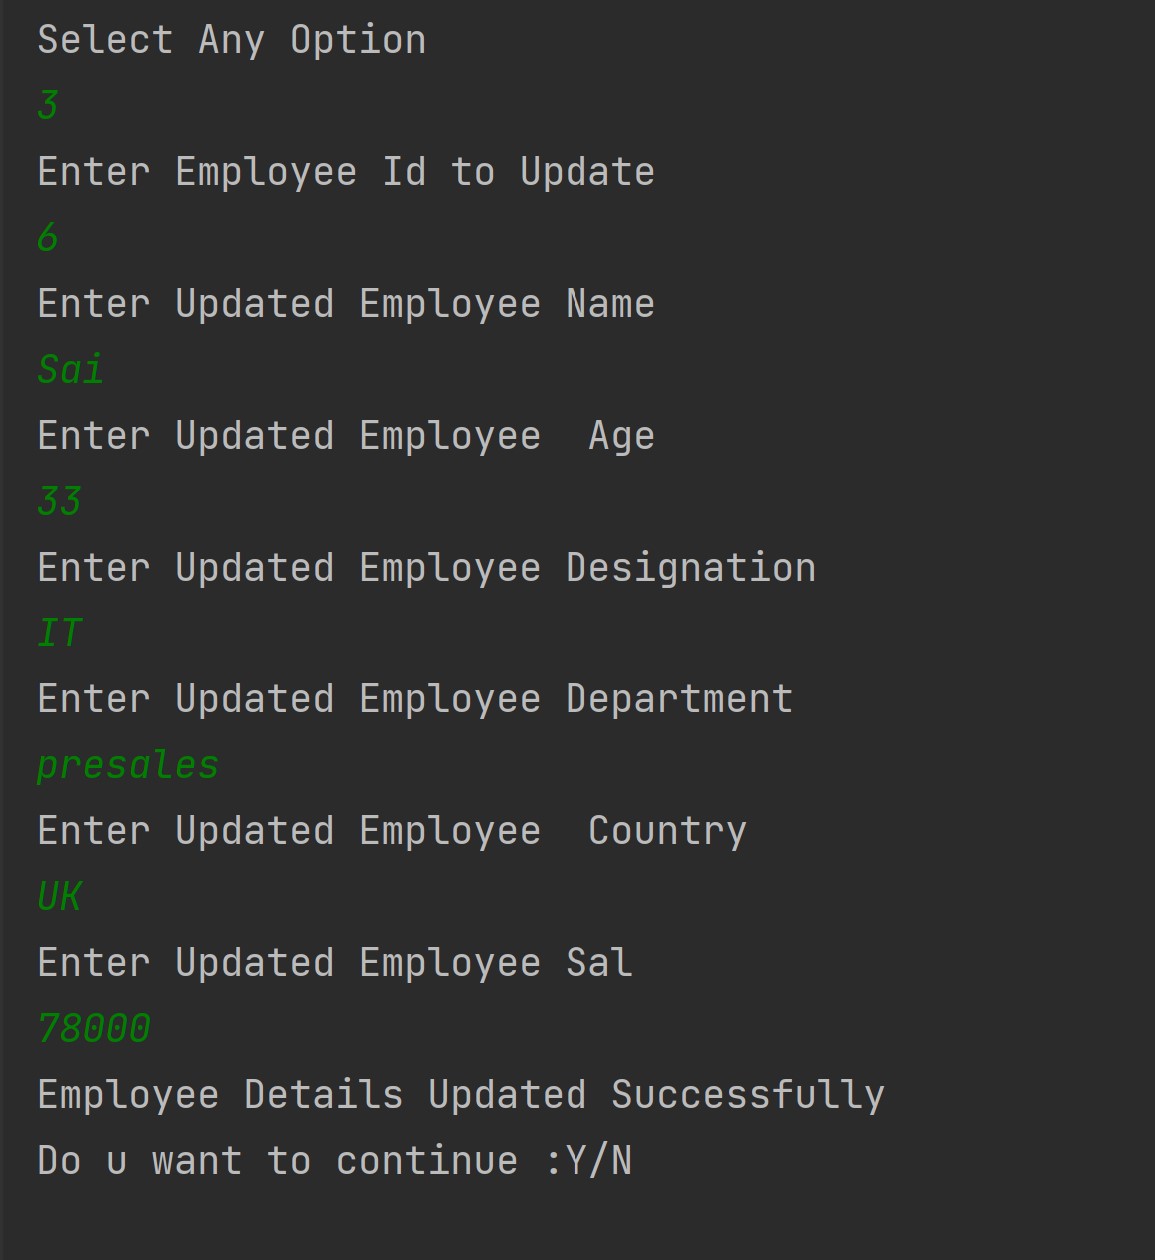 Select Any Option
3
Enter Employee Id to Update
6
Enter Updated Employee Name
Sai
Enter Updated Employee  Age
33
Enter Updated Employee Designation
IT
Enter Updated Employee Department
presales
Enter Updated Employee  Country
UK
Enter Updated Employee Sal
78000
Employee Details Updated Successfully
Do u want to continue :Y/N